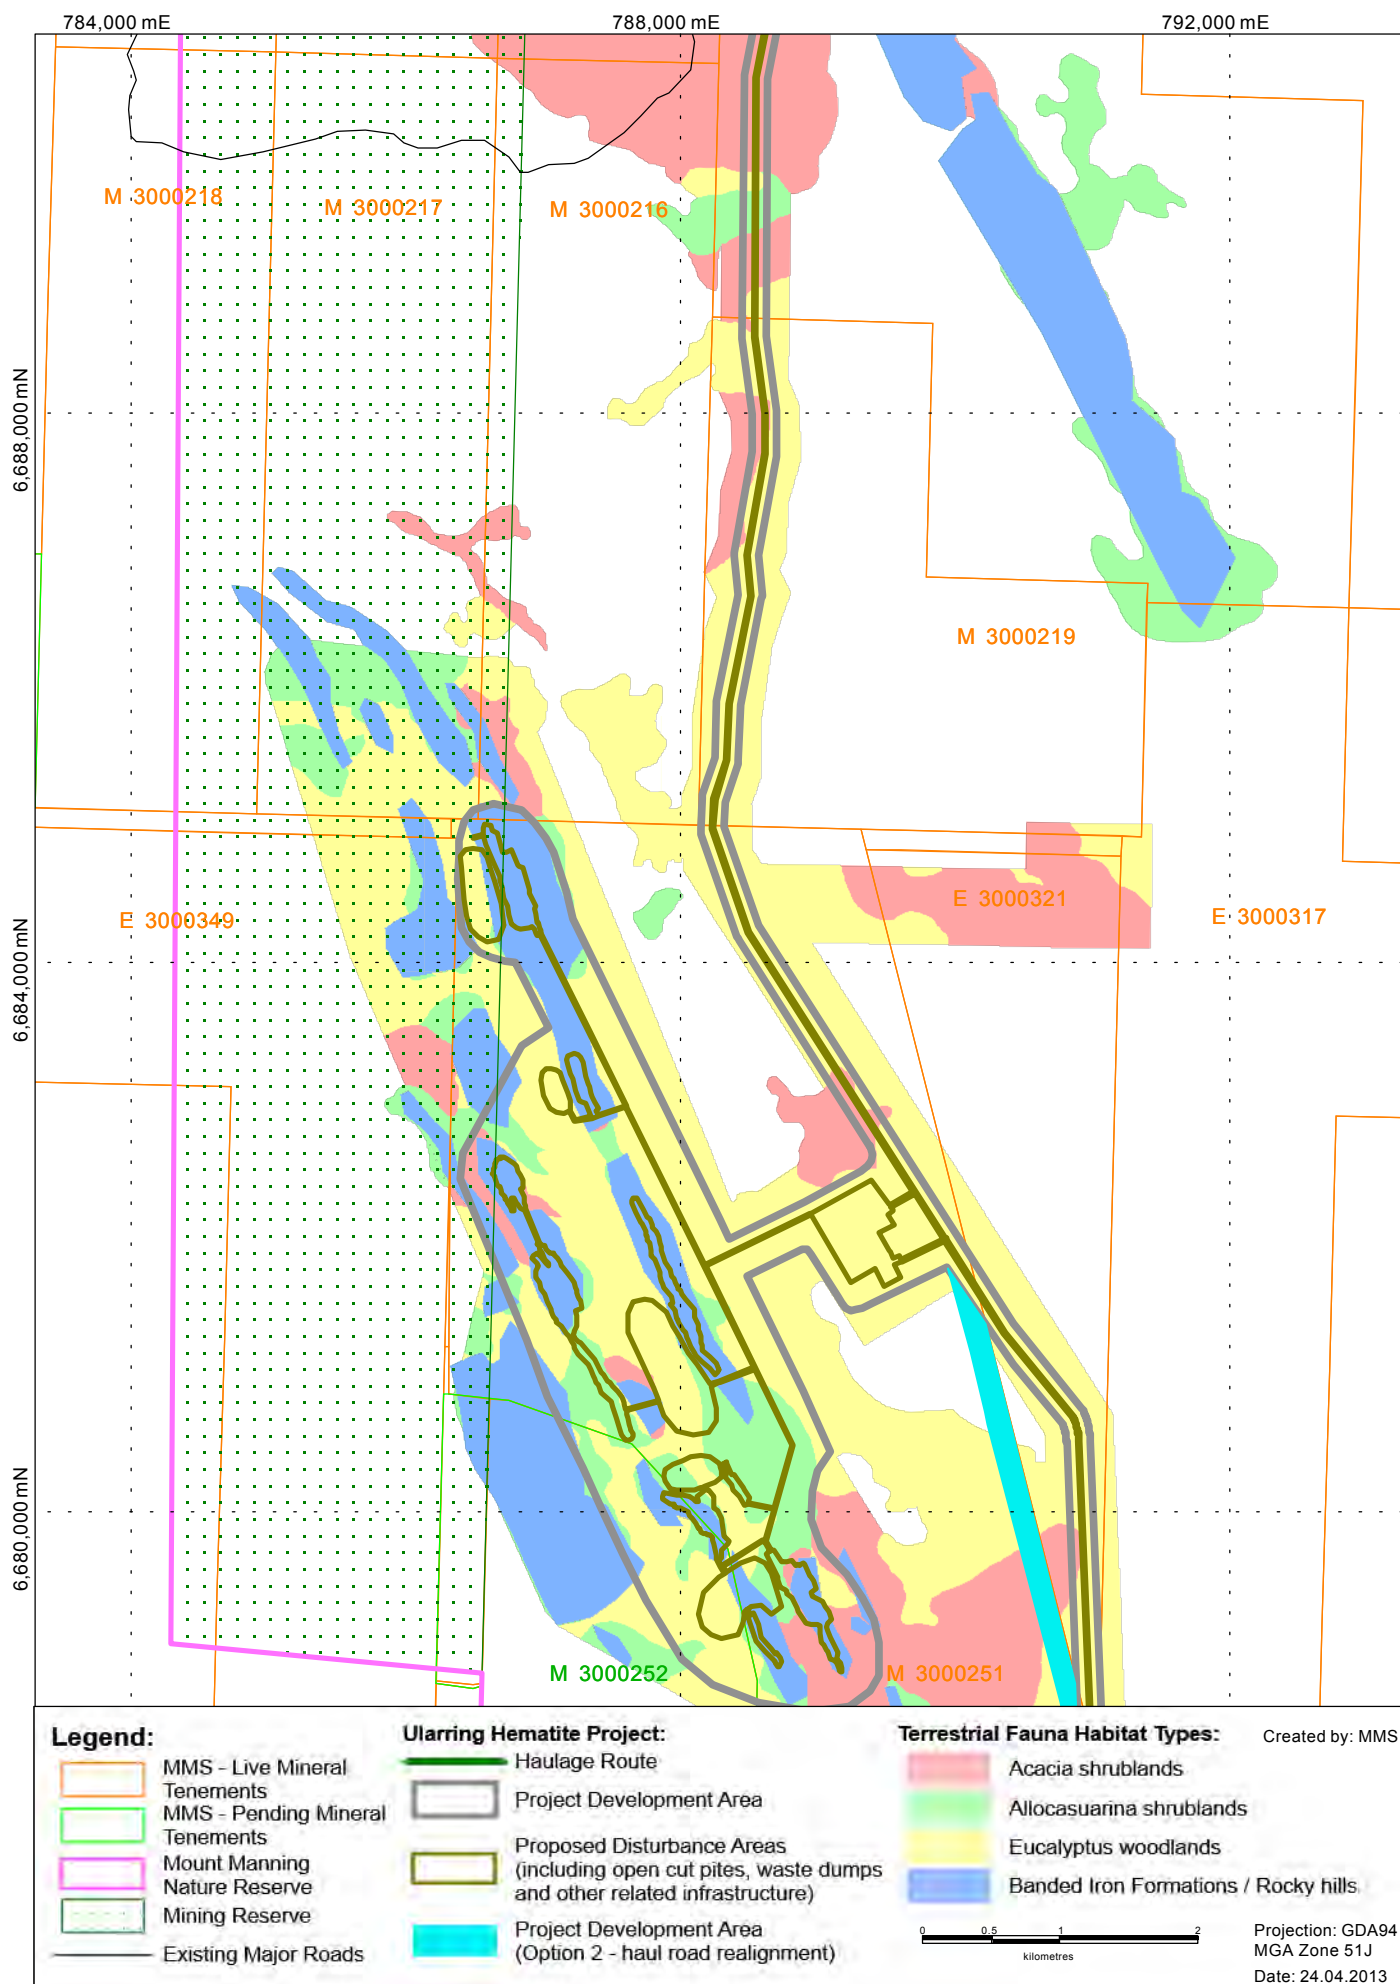 784,000 mE
788,000 mE
792,000 mE
6,688,000 mN
6,684,000 mN
6,680,000 mN
M 3000218
M 3000217
M 3000216
M 3000219
E 3000349
E 3000321
E 3000317
M 3000252
M 3000251
Legend:
MMS - Live Mineral
Tenements
MMS - Pending Mineral
Tenements
Mount Manning
Nature Reserve
Mining Reserve
Existing Major Roads
Ularring Hematite Project:
Haulage Route
Project Development Area
Proposed Disturbance Areas
(including open cut pites, waste dumps
and other related infrastructure)
Project Development Area
(Option 2 - haul road realignment)
Terrestrial Fauna Habitat Types:
Acacia shrublands
Allocasuarina shrublands
Eucalyptus woodlands
Banded Iron Formations / Rocky hills
0 0.5 1 2
kilometres
Created by: MMS
Projection: GDA94
MGA Zone 51J
Date: 24.04.2013